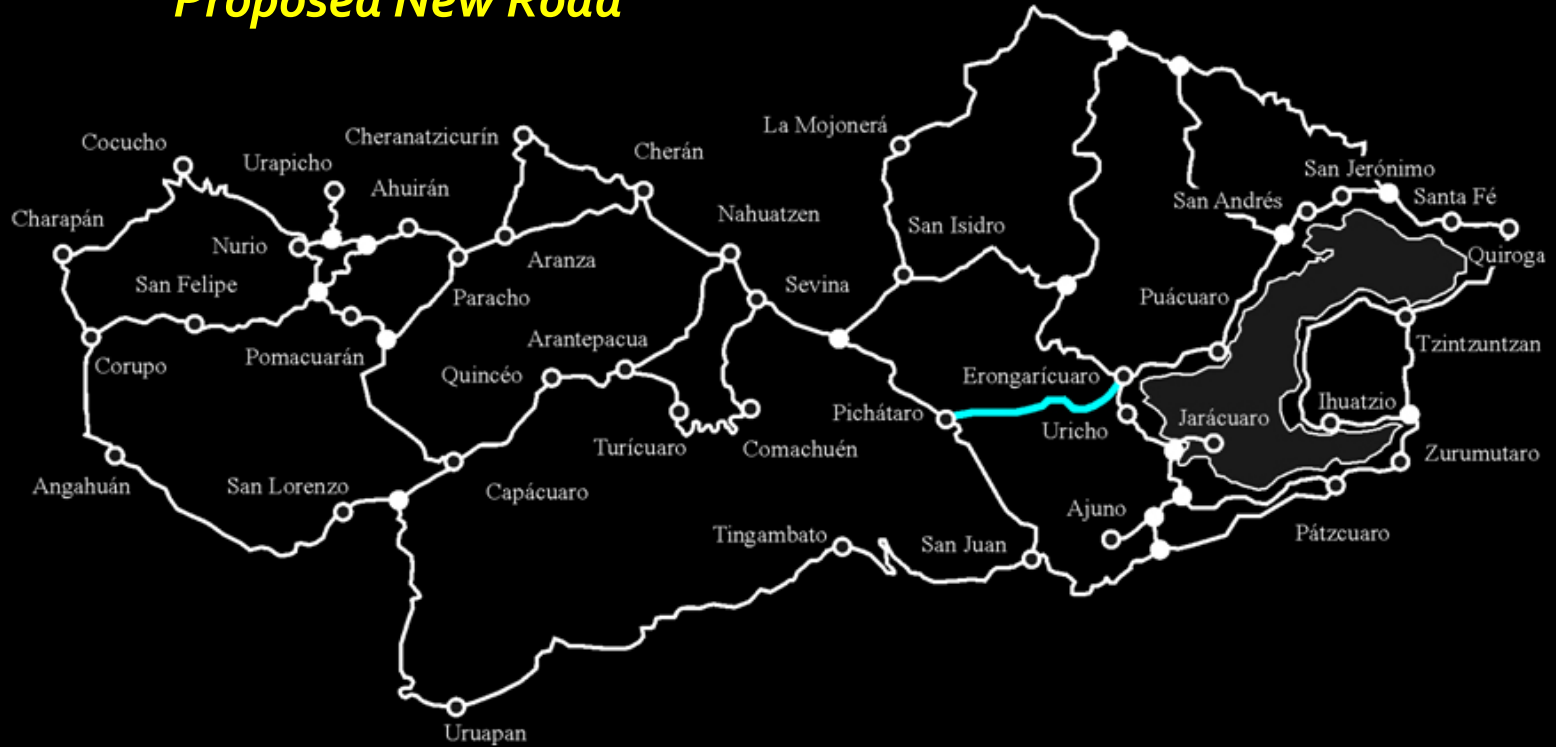 Proposed New Road
La Mojonerá
Cheranatzicurín
Cocucho
Cherán
Urapicho
San Jerónimo
Ahuirán
Santa Fé
San Andrés
Charapán
Nahuatzen
San Isidro
Nurio
Quiroga
Aranza
San Felipe
Sevina
Paracho
Puácuaro
Arantepacua
Tzintzuntzan
Pomacuarán
Corupo
Quincéo
Erongarícuaro
Ihuatzio
Pichátaro
Jarácuaro
Uricho
Turícuaro
Comachuén
Zurumutaro
Angahuán
San Lorenzo
Capácuaro
Ajuno
Tingambato
Pátzcuaro
San Juan
Uruapan